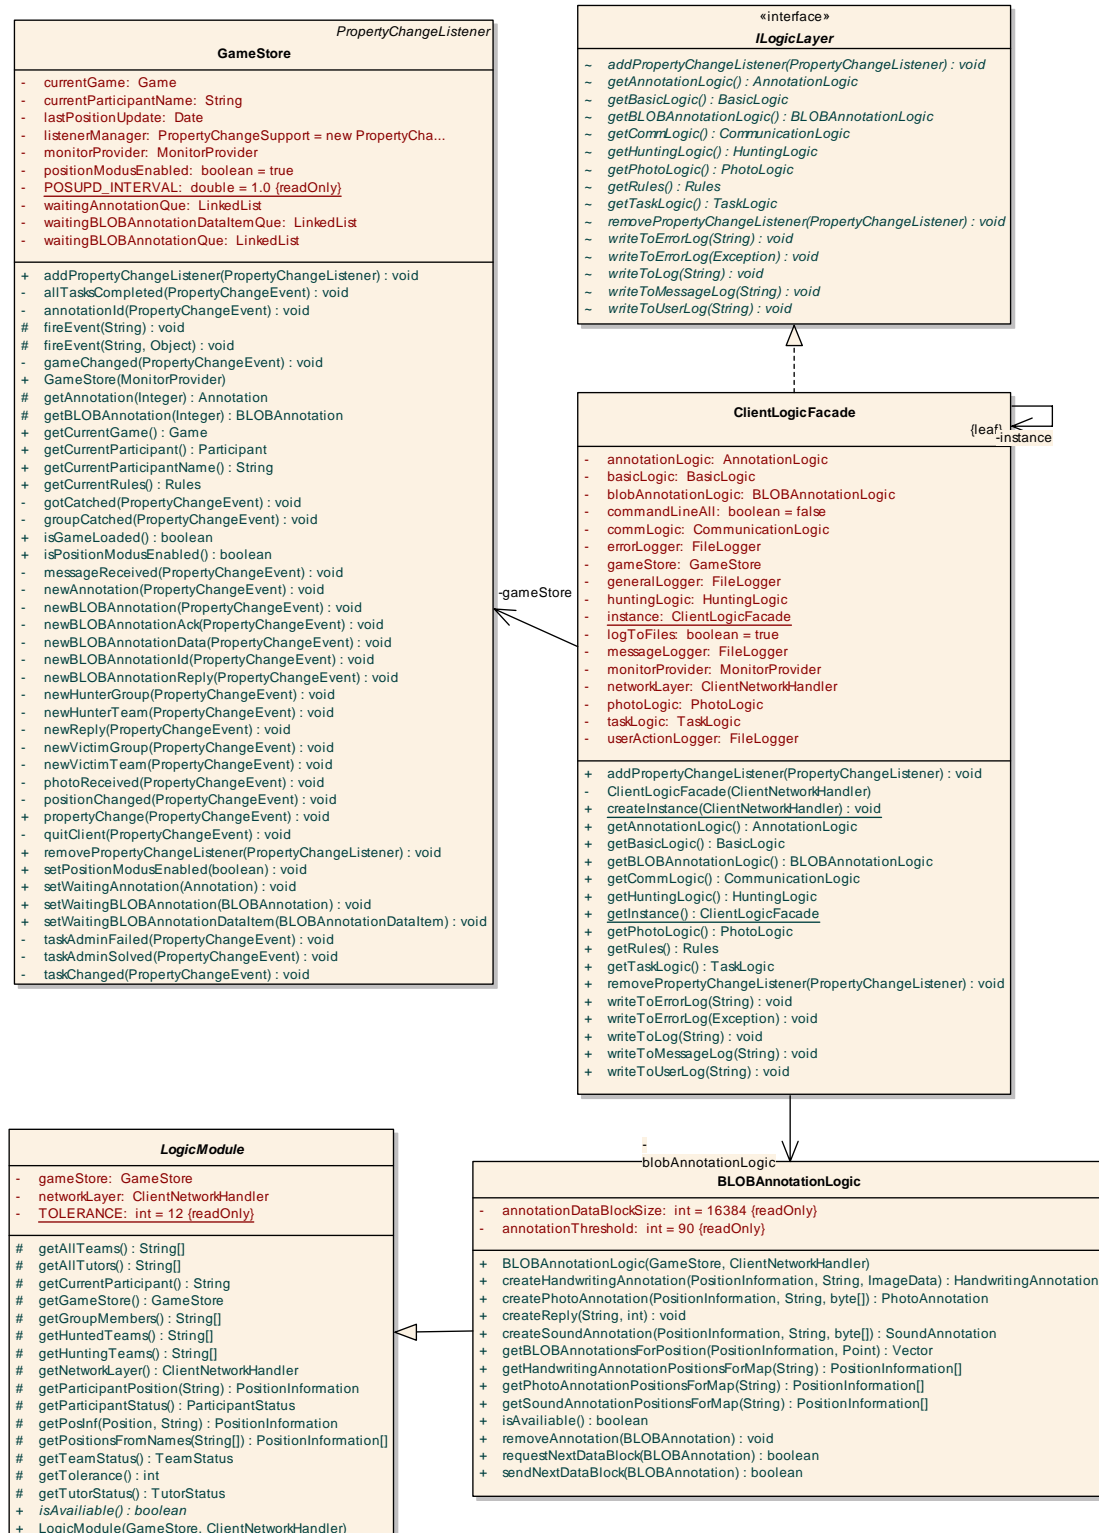 PropertyChangeListener
GameStore
- currentGame: Game
- currentParticipantName: String
- lastPositionUpdate: Date
- listenerManager: PropertyChangeSupport = new PropertyCha...
- monitorProvider: MonitorProvider
- positionModusEnabled: boolean = true
- POSUPD_INTERVAL: double = 1.0 {readOnly}
- waitingAnnotationQue: LinkedList
- waitingBLOBAnnotationDataItemQue: LinkedList
- waitingBLOBAnnotationQue: LinkedList
+ addPropertyChangeListener(PropertyChangeListener) : void
- allTasksCompleted(PropertyChangeEvent) : void
- annotationId(PropertyChangeEvent) : void
# fireEvent(String) : void
# fireEvent(String, Object) : void
- gameChanged(PropertyChangeEvent) : void
+ GameStore(MonitorProvider)
# getAnnotation(Integer) : Annotation
# getBLOBAnnotation(Integer) : BLOBAnnotation
+ getCurrentGame() : Game
+ getCurrentParticipant() : Participant
+ getCurrentParticipantName() : String
+ getCurrentRules() : Rules
- gotCatched(PropertyChangeEvent) : void
- groupCatched(PropertyChangeEvent) : void
+ isGameLoaded() : boolean
+ isPositionModusEnabled() : boolean
- messageReceived(PropertyChangeEvent) : void
- newAnnotation(PropertyChangeEvent) : void
- newBLOBAnnotation(PropertyChangeEvent) : void
- newBLOBAnnotationAck(PropertyChangeEvent) : void
- newBLOBAnnotationData(PropertyChangeEvent) : void
- newBLOBAnnotationId(PropertyChangeEvent) : void
- newBLOBAnnotationReply(PropertyChangeEvent) : void
- newHunterGroup(PropertyChangeEvent) : void
- newHunterTeam(PropertyChangeEvent) : void
- newReply(PropertyChangeEvent) : void
- newVictimGroup(PropertyChangeEvent) : void
- newVictimTeam(PropertyChangeEvent) : void
- photoReceived(PropertyChangeEvent) : void
- positionChanged(PropertyChangeEvent) : void
+ propertyChange(PropertyChangeEvent) : void
- quitClient(PropertyChangeEvent) : void
+ removePropertyChangeListener(PropertyChangeListener) : void
+ setPositionModusEnabled(boolean) : void
+ setWaitingAnnotation(Annotation) : void
+ setWaitingBLOBAnnotation(BLOBAnnotation) : void
+ setWaitingBLOBAnnotationDataItem(BLOBAnnotationDataItem) : void
- taskAdminFailed(PropertyChangeEvent) : void
- taskAdminSolved(PropertyChangeEvent) : void
- taskChanged(PropertyChangeEvent) : void
«interface»
ILogicLayer
~ addPropertyChangeListener(PropertyChangeListener) : void
~ getAnnotationLogic() : AnnotationLogic
~ getBasicLogic() : BasicLogic
~ getBLOBAnnotationLogic() : BLOBAnnotationLogic
~ getCommLogic() : CommunicationLogic
~ getHuntingLogic() : HuntingLogic
~ getPhotoLogic() : PhotoLogic
~ getRules() : Rules
~ getTaskLogic() : TaskLogic
~ removePropertyChangeListener(PropertyChangeListener) : void
~ writeToErrorLog(String) : void
~ writeToErrorLog(Exception) : void
~ writeToLog(String) : void
~ writeToMessageLog(String) : void
~ writeToUserLog(String) : void
ClientLogicFacade
{leaf}
-instance
- annotationLogic: AnnotationLogic
- basicLogic: BasicLogic
- blobAnnotationLogic: BLOBAnnotationLogic
- commandLineAll: boolean = false
- commLogic: CommunicationLogic
- errorLogger: FileLogger
- gameStore: GameStore
- generalLogger: FileLogger
- huntingLogic: HuntingLogic
- instance: ClientLogicFacade
- logToFiles: boolean = true
- messageLogger: FileLogger
- monitorProvider: MonitorProvider
- networkLayer: ClientNetworkHandler
- photoLogic: PhotoLogic
- taskLogic: TaskLogic
- userActionLogger: FileLogger
+ addPropertyChangeListener(PropertyChangeListener) : void
- ClientLogicFacade(ClientNetworkHandler)
+ createInstance(ClientNetworkHandler) : void
+ getAnnotationLogic() : AnnotationLogic
+ getBasicLogic() : BasicLogic
+ getBLOBAnnotationLogic() : BLOBAnnotationLogic
+ getCommLogic() : CommunicationLogic
+ getHuntingLogic() : HuntingLogic
+ getInstance() : ClientLogicFacade
+ getPhotoLogic() : PhotoLogic
+ getRules() : Rules
+ getTaskLogic() : TaskLogic
+ removePropertyChangeListener(PropertyChangeListener) : void
+ writeToErrorLog(String) : void
+ writeToErrorLog(Exception) : void
+ writeToLog(String) : void
+ writeToMessageLog(String) : void
+ writeToUserLog(String) : void
-gameStore
-
blobAnnotationLogic
LogicModule
- gameStore: GameStore
- networkLayer: ClientNetworkHandler
- TOLERANCE: int = 12 {readOnly}
# getAllTeams() : String[]
# getAllTutors() : String[]
# getCurrentParticipant() : String
# getGameStore() : GameStore
# getGroupMembers() : String[]
# getHuntedTeams() : String[]
# getHuntingTeams() : String[]
# getNetworkLayer() : ClientNetworkHandler
# getParticipantPosition(String) : PositionInformation
# getParticipantStatus() : ParticipantStatus
# getPosInf(Position, String) : PositionInformation
# getPositionsFromNames(String[]) : PositionInformation[]
# getTeamStatus() : TeamStatus
# getTolerance() : int
# getTutorStatus() : TutorStatus
+ isAvailiable() : boolean
+ LogicModule(GameStore, ClientNetworkHandler)
BLOBAnnotationLogic
- annotationDataBlockSize: int = 16384 {readOnly}
- annotationThreshold: int = 90 {readOnly}
+ BLOBAnnotationLogic(GameStore, ClientNetworkHandler)
+ createHandwritingAnnotation(PositionInformation, String, ImageData) : HandwritingAnnotation
+ createPhotoAnnotation(PositionInformation, String, byte[]) : PhotoAnnotation
+ createReply(String, int) : void
+ createSoundAnnotation(PositionInformation, String, byte[]) : SoundAnnotation
+ getBLOBAnnotationsForPosition(PositionInformation, Point) : Vector
+ getHandwritingAnnotationPositionsForMap(String) : PositionInformation[]
+ getPhotoAnnotationPositionsForMap(String) : PositionInformation[]
+ getSoundAnnotationPositionsForMap(String) : PositionInformation[]
+ isAvailiable() : boolean
+ removeAnnotation(BLOBAnnotation) : void
+ requestNextDataBlock(BLOBAnnotation) : boolean
+ sendNextDataBlock(BLOBAnnotation) : boolean